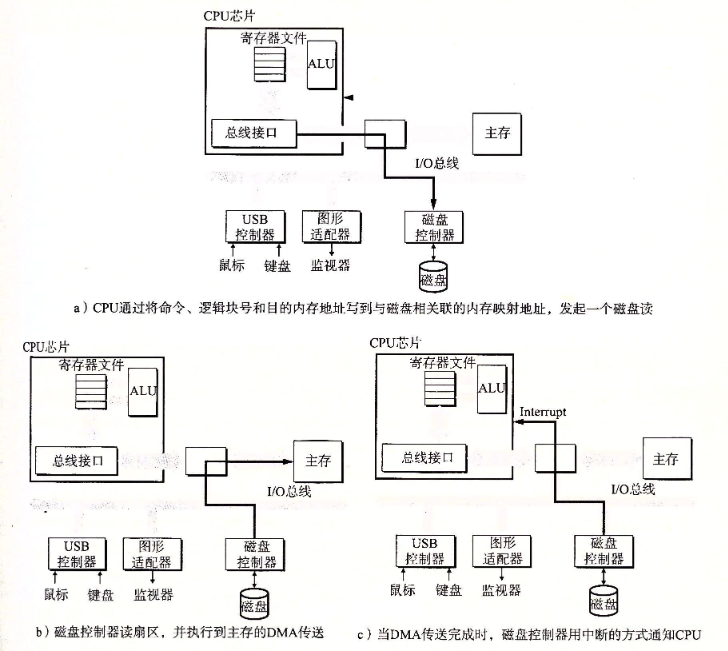 CPU芯片
寄存器文件
ALU
总线接口
主存
I/O总线
USB 控制器
图形 适配器
磁盘 控制器
鼠标
键盘
监视器
磁盘
a）CPU通过将命令、逻辑块号和目的内存地址写到与磁盘相关联的内存映射地址，发起一个磁盘读
CPU芯片
寄存器文件
ALU
总线接口
主存
I/O总线
USB 控制器
图形 适配器
磁盘 控制器
鼠标
键盘
监视器
磁盘
b）磁盘控制器读扇区，并执行到主存的DMA传送
CPU芯片
寄存器文件
ALU
Interrupt
总线接口
主存
I/O总线
USB 控制器
图形 适配器
磁盘 控制器
鼠标
键盘
监视器
磁盘
c）当DMA传送完成时，磁盘控制器用中断的方式通知CPU